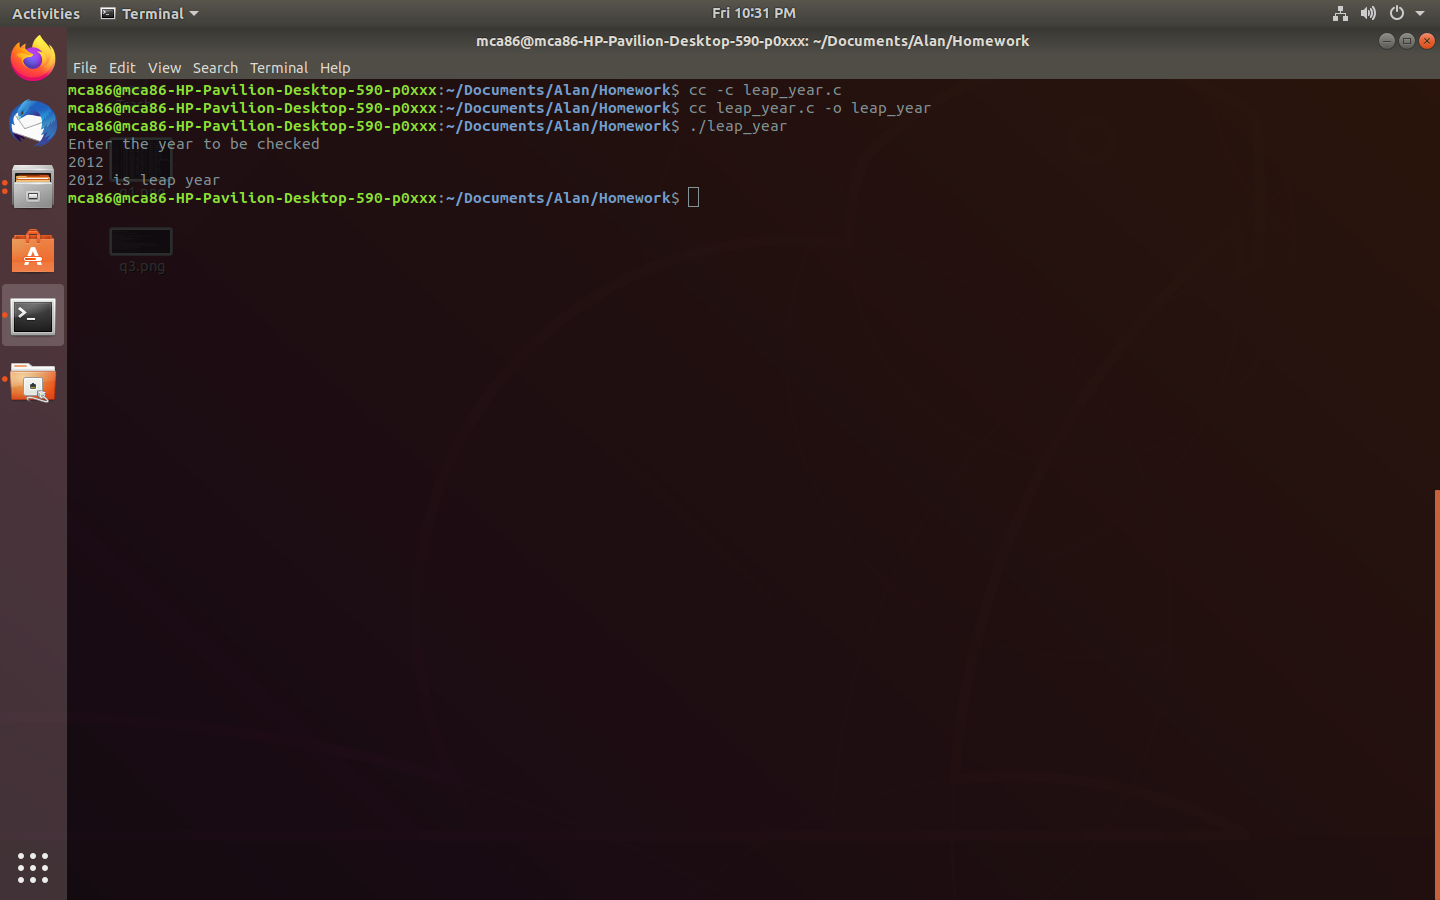 Activities Terminal Fri 10:31 PM
mca86@mca86-HP-Pavilion-Desktop-590-p0xxx: ~/Documents/Alan/Homework
File Edit View Search Terminal Help
mca86@mca86-HP-Pavilion-Desktop-590-p0xxx:~/Documents/Alan/Homework$ cc -c leap_year.c
mca86@mca86-HP-Pavilion-Desktop-590-p0xxx:~/Documents/Alan/Homework$ cc leap_year.c -o leap_year
mca86@mca86-HP-Pavilion-Desktop-590-p0xxx:~/Documents/Alan/Homework$ ./leap_year
Enter the year to be checked
2012
2012 is leap year
mca86@mca86-HP-Pavilion-Desktop-590-p0xxx:~/Documents/Alan/Homework$
q3.png